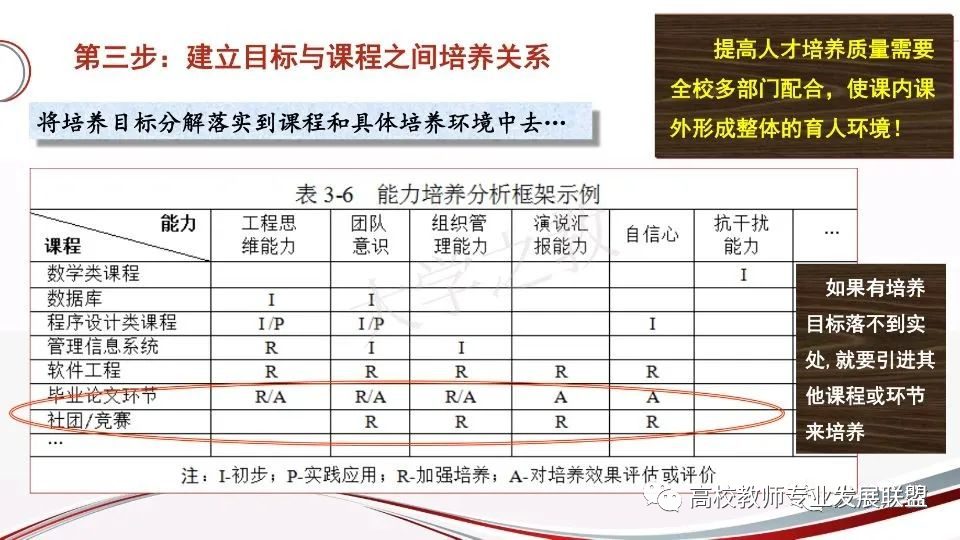 第三步：建立目标与课程之间培养关系
提高人才培养质量需要
全校多部门配合，使课内课
外形成整体的育人环境！
将培养目标分解落实到课程和具体培养环境中去…
表 3-6 能力培养分析框架示例
能力
课程
工程思
维能力
团队
意识
组织管
理能力
演说汇
报能力
自信心
抗干扰
能力
…
数学类课程 I
数据库 I I
程序设计类课程 I/P I/P I
管理信息系统 R I I
软件工程 R R R R R
毕业论文环节 R/A R/A R/A A A
社团/竞赛 R R R R
…
注：I-初步；P-实践应用；R-加强培养；A-对培养效果评估或评价
如果有培养
目标落不到实
处，就要引进其
他课程或环节
来培养
大学之教
高校教师专业发展联盟